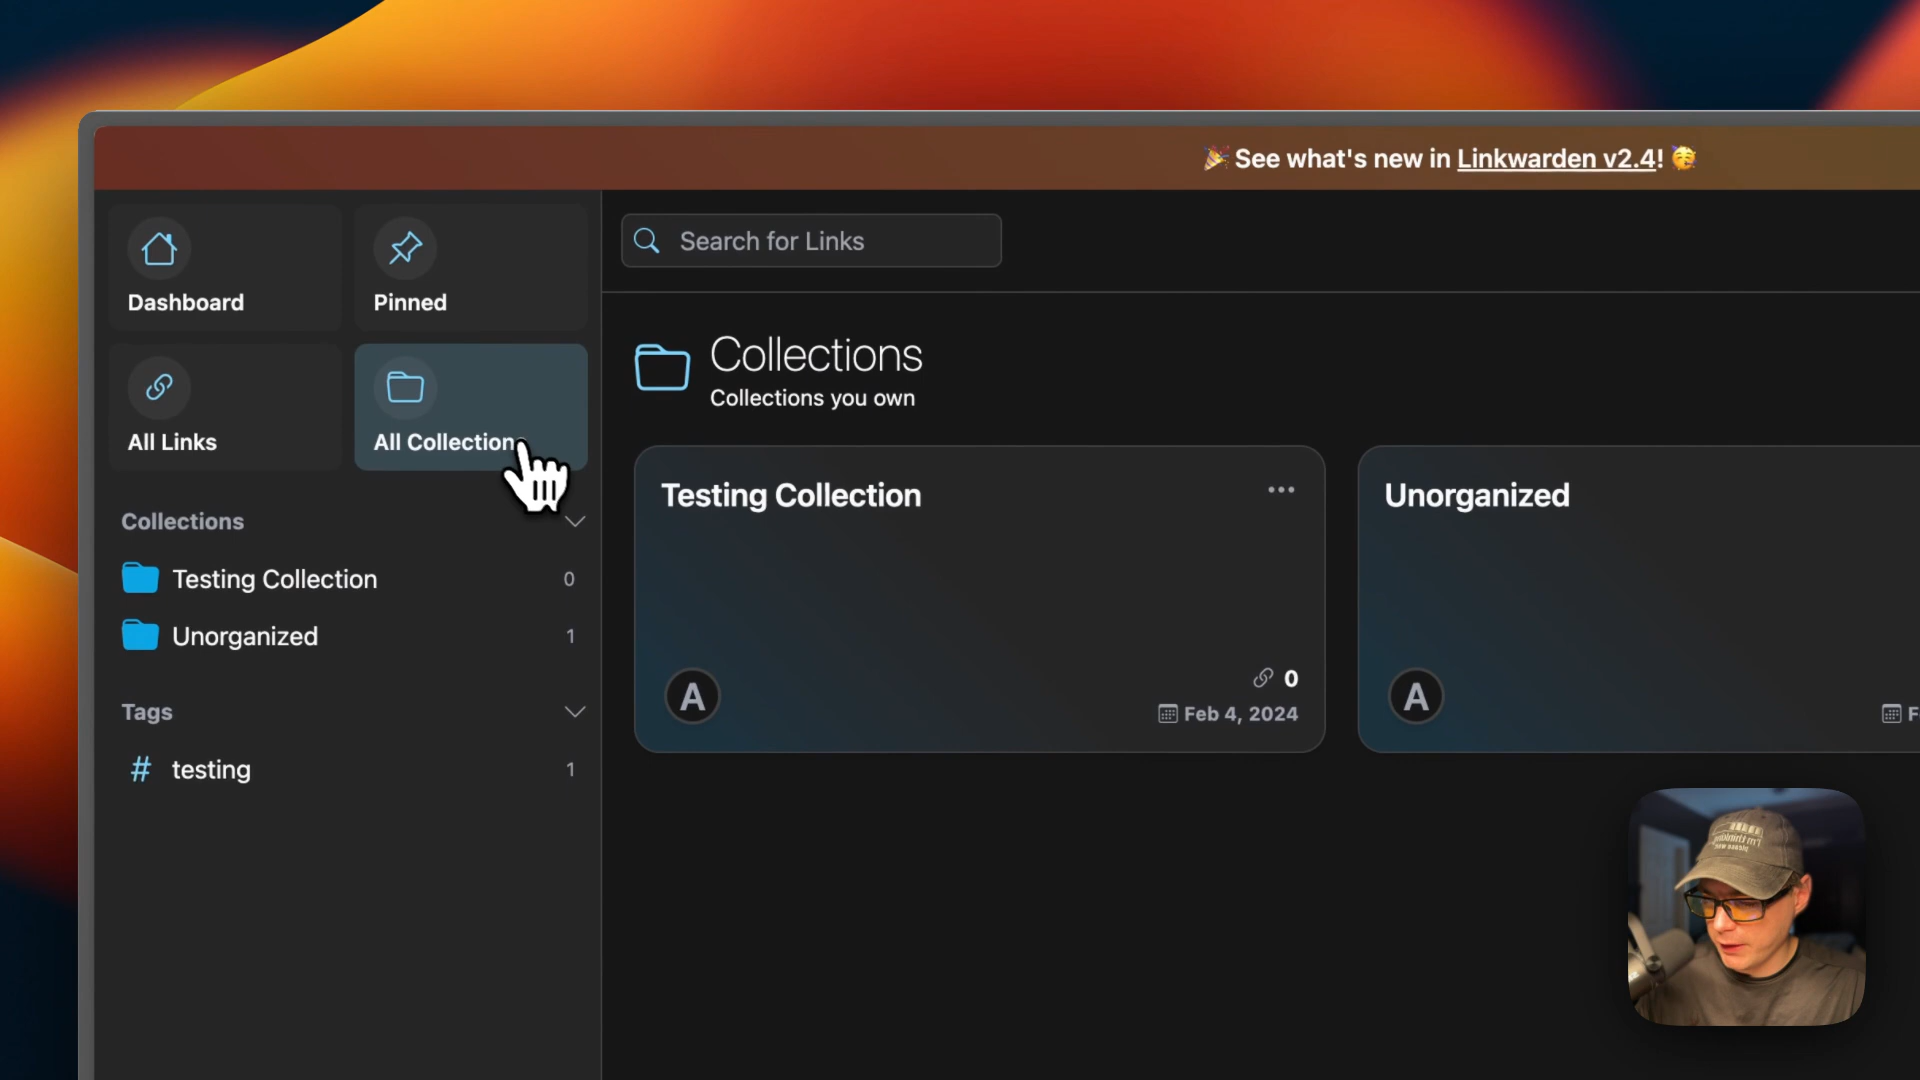 🎉 See what's new in Linkwarden v2.4! 🥳
Dashboard
Pinned
All Links
All Collection
Collections
Testing Collection 0
Unorganized 1
Tags
# testing 1
Search for Links
Collections
Collections you own
Testing Collection
A
0
Feb 4, 2024
Unorganized
A